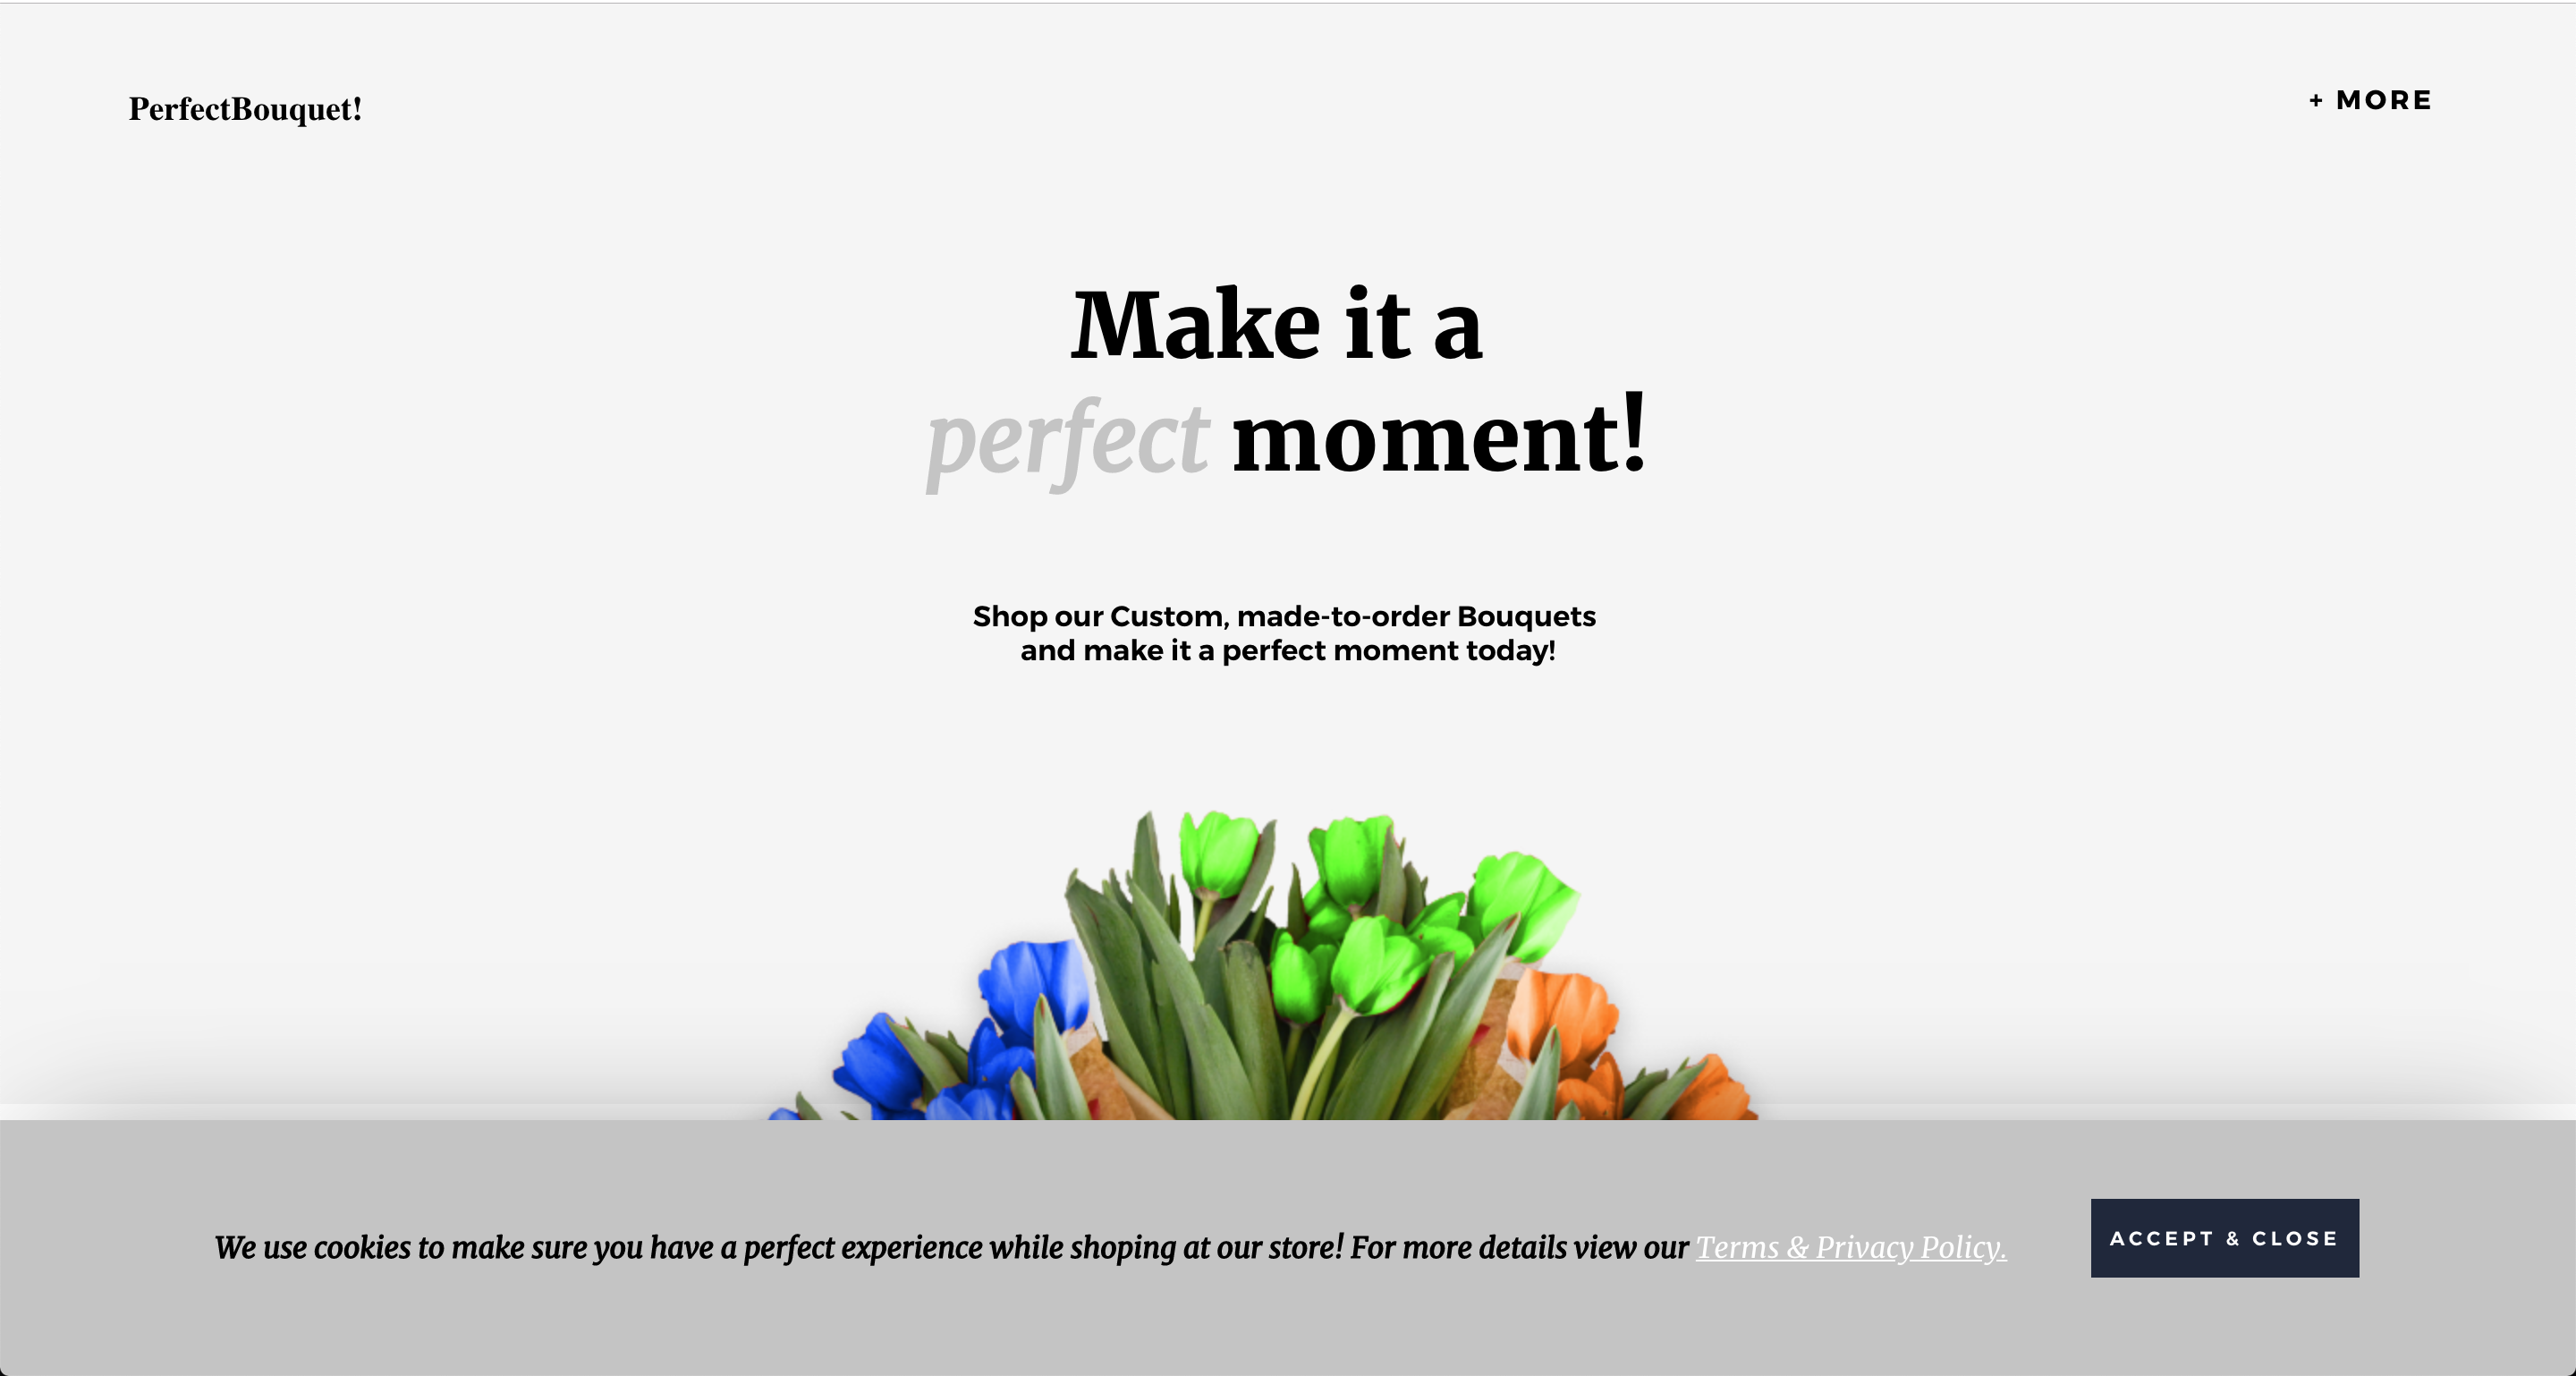 PerfectBouquet!
+ MORE
Make it a
perfect moment!
Shop our Custom, made-to-order Bouquets
and make it a perfect moment today!
We use cookies to make sure you have a perfect experience while shoping at our store! For more details view our Terms & Privacy Policy.
ACCEPT & CLOSE